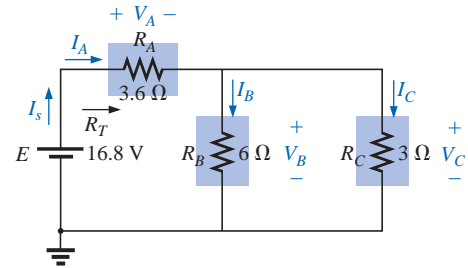 + V_A −
I_A
R_A
3.6 Ω
I_s
R_T
I_B
I_C
E
16.8 V
R_B
6 Ω
+
V_B
−
R_C
3 Ω
+
V_C
−